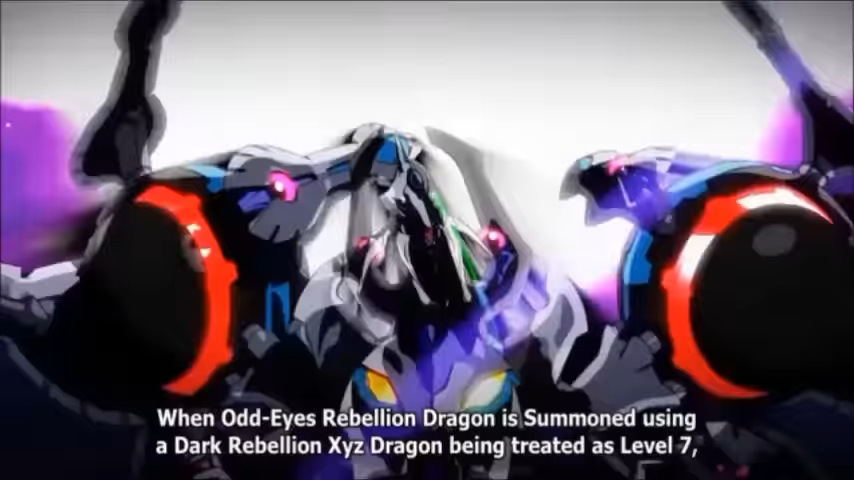 When Odd-Eyes Rebellion Dragon is Summoned using
a Dark Rebellion Xyz Dragon being treated as Level 7,